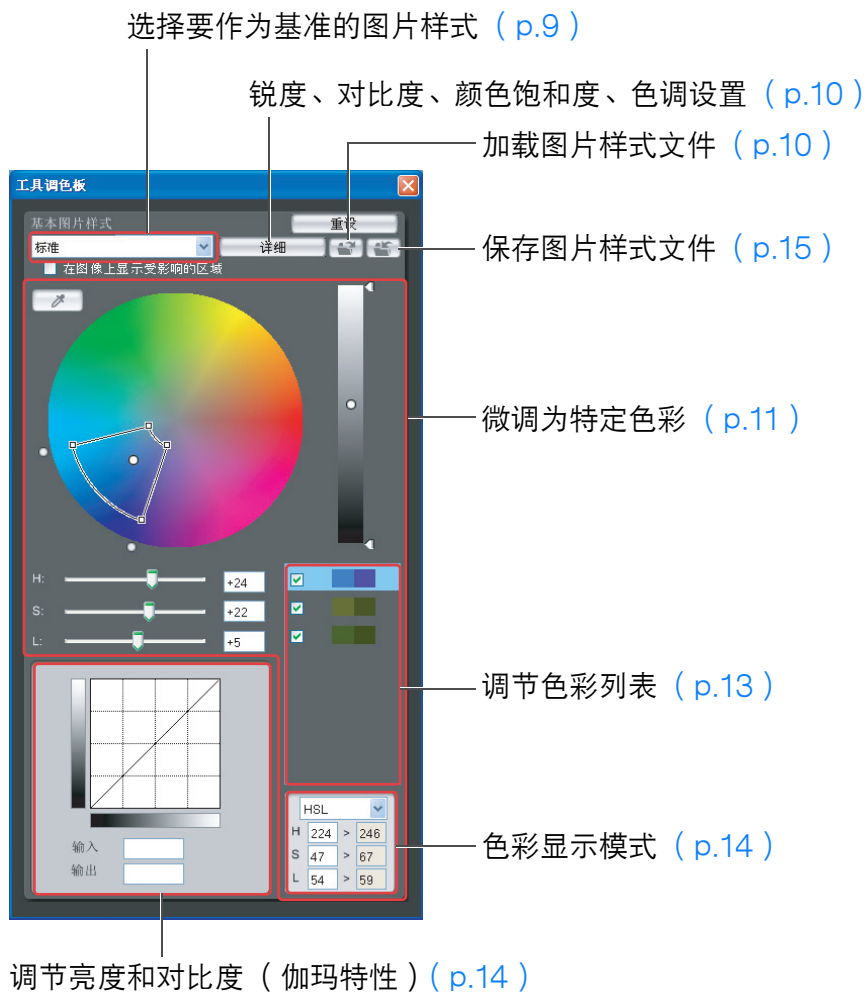 选择要作为基准的图片样式（p.9）
锐度、对比度、颜色饱和度、色调设置（p.10）
加载图片样式文件（p.10）
工具调色板
基本图片样式
重设
标准
详细
保存图片样式文件（p.15）
在图像上显示受影响的区域
微调为特定色彩（p.11）
H: +24
S: +22
L: +5
调节色彩列表（p.13）
HSL
H 224 > 246
S 47 > 67
L 54 > 59
色彩显示模式（p.14）
输入
输出
调节亮度和对比度（伽玛特性）（p.14）